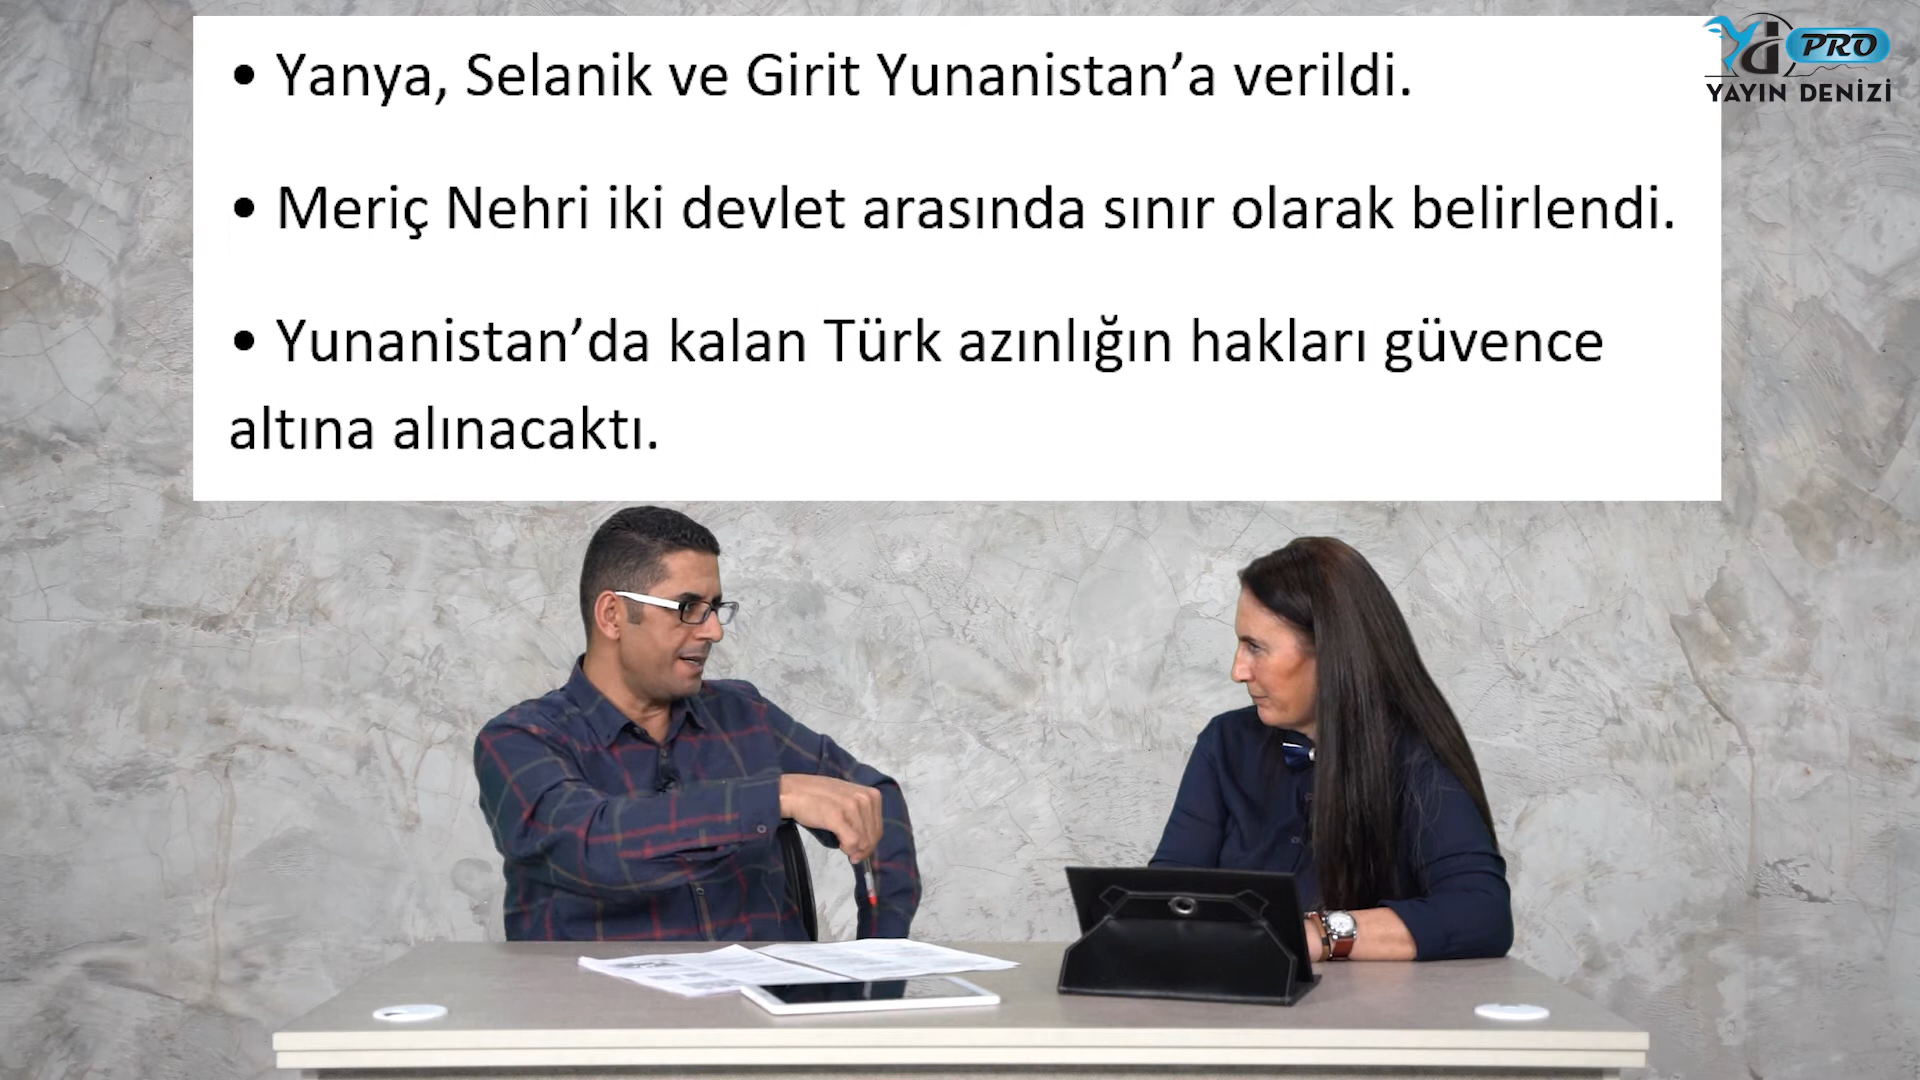 • Yanya, Selanik ve Girit Yunanistan’a verildi.
• Meriç Nehri iki devlet arasında sınır olarak belirlendi.
• Yunanistan’da kalan Türk azınlığın hakları güvence
altına alınacaktı.
yd PRO
YAYIN DENİZİ